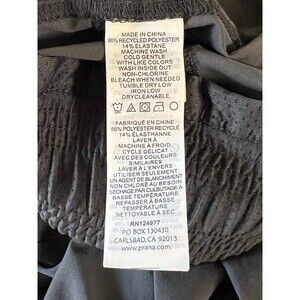 MADE IN CHINA
86% RECYCLED POLYESTER
14% ELASTANE
MACHINE WASH
COLD GENTLE
WITH LIKE COLORS
WASH INSIDE OUT
NON-CHLORINE
BLEACH WHEN NEEDED
TUMBLE DRY LOW
IRON LOW
DRYCLEANABLE
FABRIQUÉ EN CHINE
86% POLYESTER RECYCLÉ
14% ÉLASTHANNE
LAVER À
MACHINE À FROID,
CYCLE DÉLICAT
AVEC DES COULEURS
SIMILAIRES
LAVER À L'ENVERS
UTILISER SEULEMENT
UN AGENT DE BLANCHIMENT
NON CHLORÉ AU BESOIN
SÉCHAGE PAR CULBUTAGE À
BASSE TEMPÉRATURE
REPASSER À BASSE
TEMPÉRATURE
NETTOYABLE À SEC
RN124977
PO BOX 130430
CARLSBAD, CA 92013
www.prana.com